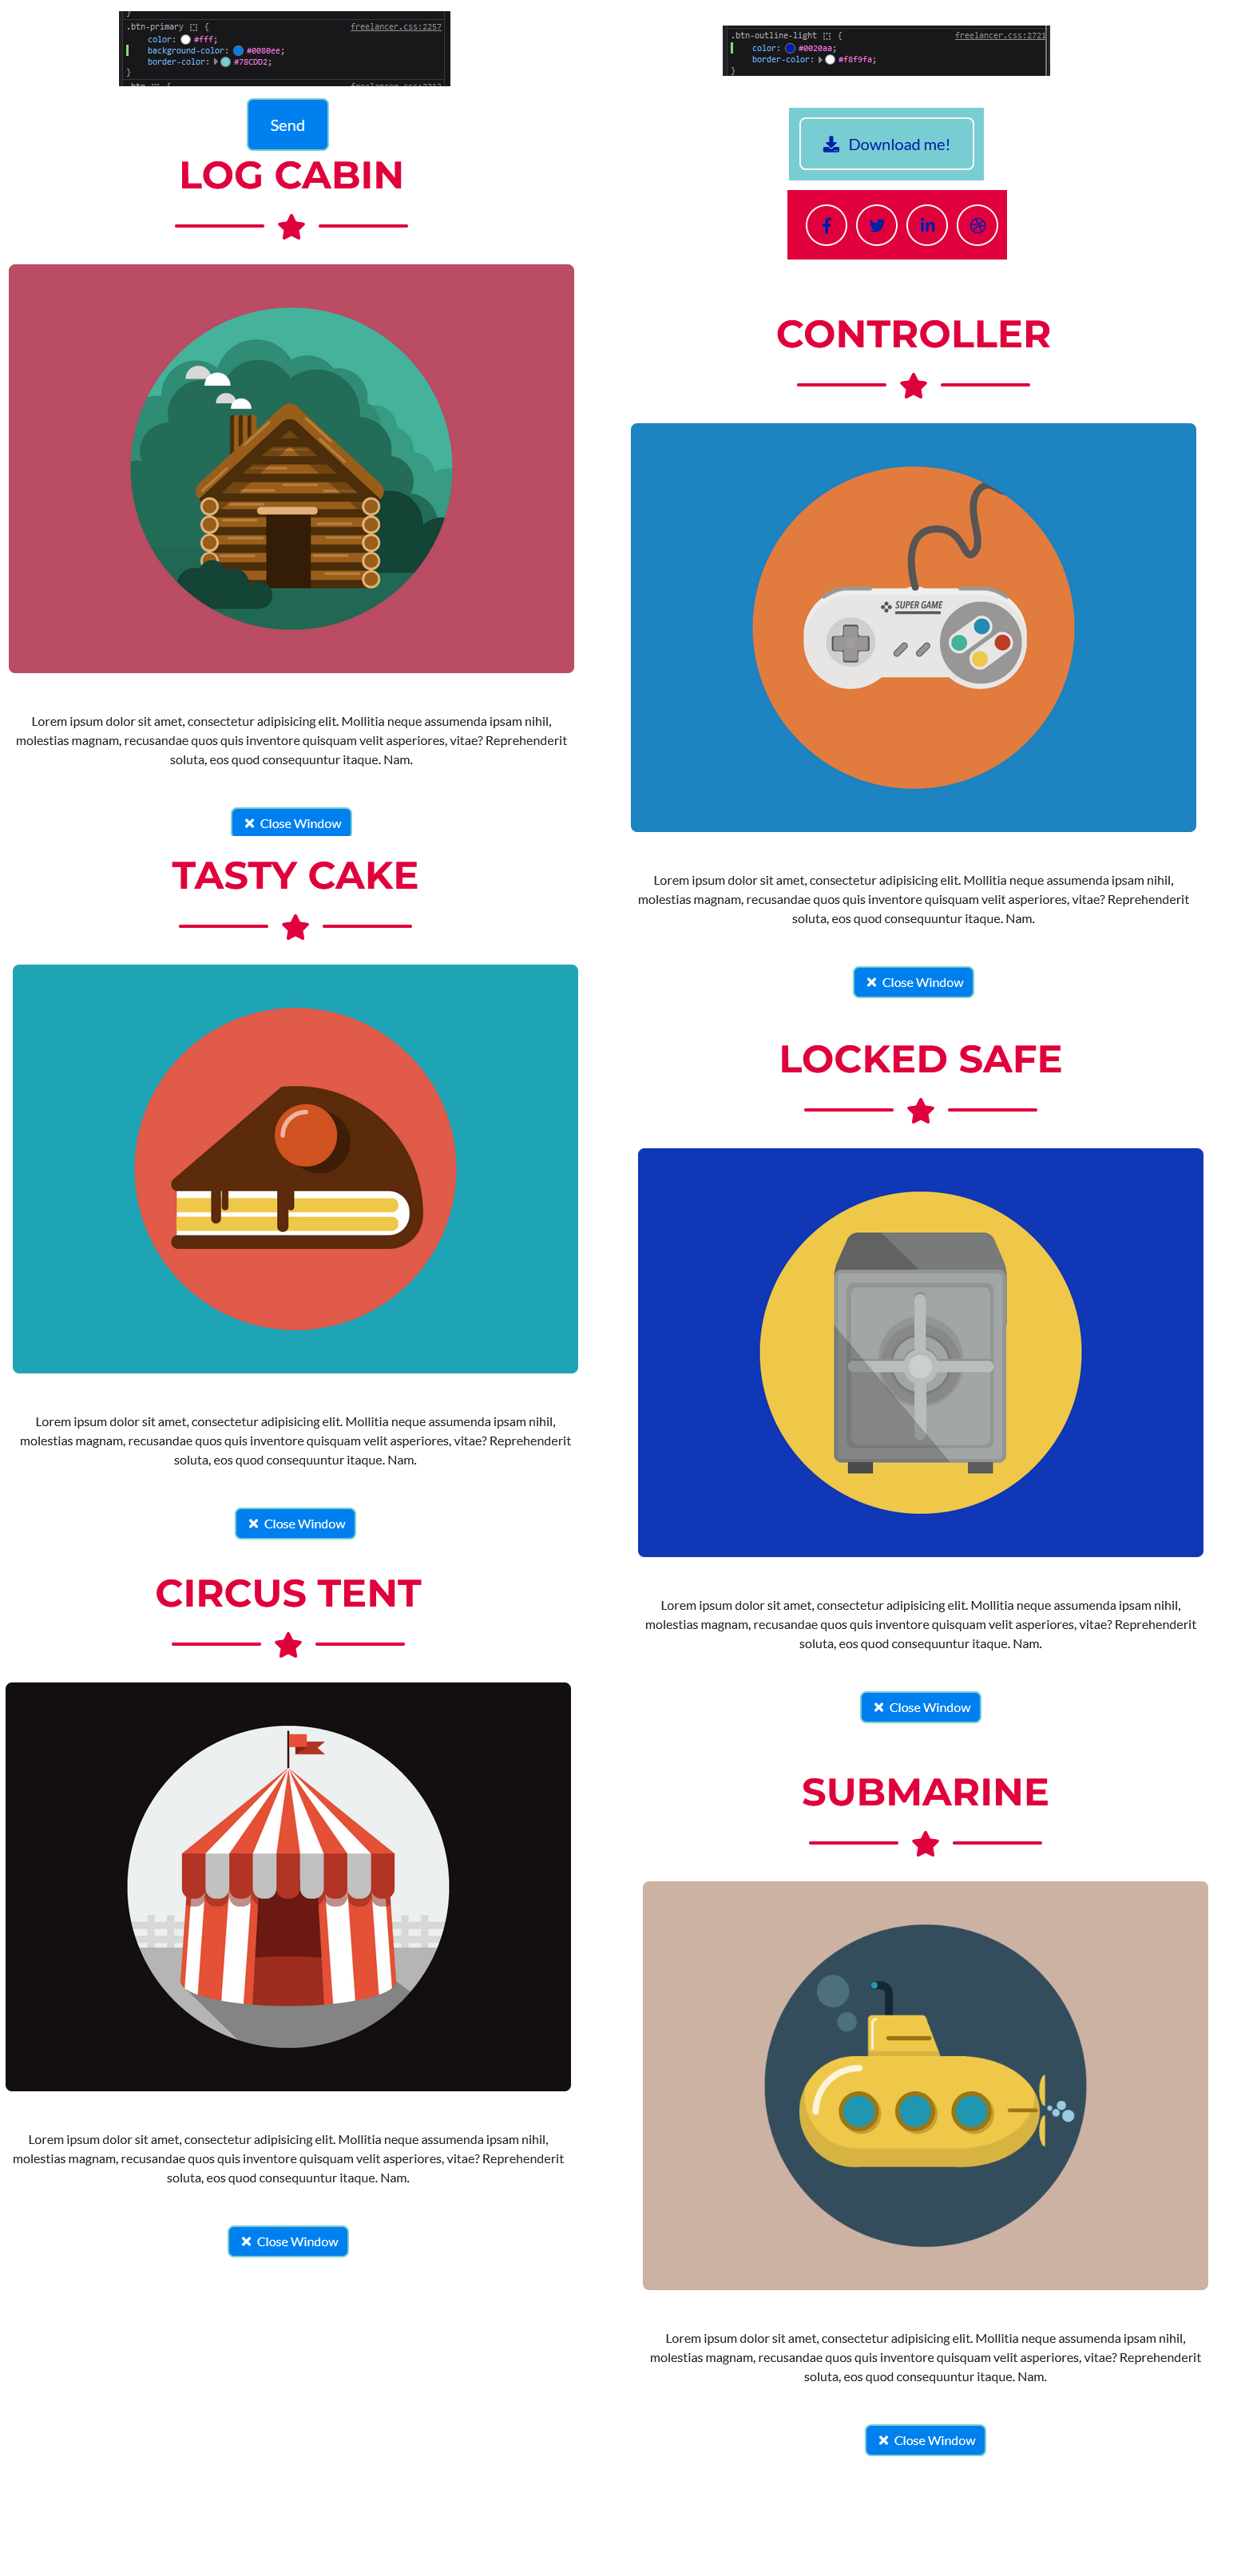 .btn-primary { freelancer.css:2257
color: #fff;
background-color: #0080ee;
border-color: #78CDD2;
}
Send
LOG CABIN
Lorem ipsum dolor sit amet, consectetur adipisicing elit. Mollitia neque assumenda ipsam nihil,
molestias magnam, recusandae quos quis inventore quisquam velit asperiores, vitae? Reprehenderit
soluta, eos quod consequuntur itaque. Nam.
Close Window
TASTY CAKE
Lorem ipsum dolor sit amet, consectetur adipisicing elit. Mollitia neque assumenda ipsam nihil,
molestias magnam, recusandae quos quis inventore quisquam velit asperiores, vitae? Reprehenderit
soluta, eos quod consequuntur itaque. Nam.
Close Window
CIRCUS TENT
Lorem ipsum dolor sit amet, consectetur adipisicing elit. Mollitia neque assumenda ipsam nihil,
molestias magnam, recusandae quos quis inventore quisquam velit asperiores, vitae? Reprehenderit
soluta, eos quod consequuntur itaque. Nam.
Close Window
.btn-outline-light { freelancer.css:2721
color: #0020aa;
border-color: #f8f9fa;
}
Download me!
CONTROLLER
SUPER GAME
Lorem ipsum dolor sit amet, consectetur adipisicing elit. Mollitia neque assumenda ipsam nihil,
molestias magnam, recusandae quos quis inventore quisquam velit asperiores, vitae? Reprehenderit
soluta, eos quod consequuntur itaque. Nam.
Close Window
LOCKED SAFE
Lorem ipsum dolor sit amet, consectetur adipisicing elit. Mollitia neque assumenda ipsam nihil,
molestias magnam, recusandae quos quis inventore quisquam velit asperiores, vitae? Reprehenderit
soluta, eos quod consequuntur itaque. Nam.
Close Window
SUBMARINE
Lorem ipsum dolor sit amet, consectetur adipisicing elit. Mollitia neque assumenda ipsam nihil,
molestias magnam, recusandae quos quis inventore quisquam velit asperiores, vitae? Reprehenderit
soluta, eos quod consequuntur itaque. Nam.
Close Window